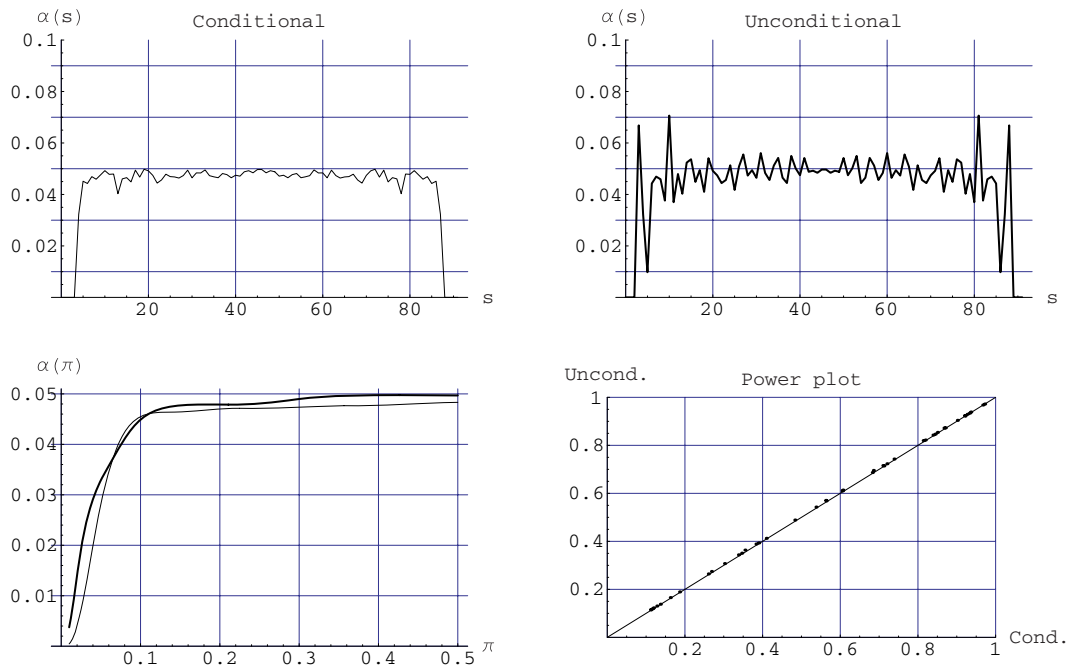 α(s) Conditional
0.1
0.08
0.06
0.04
0.02
20 40 60 80 s
α(s) Unconditional
0.1
0.08
0.06
0.04
0.02
20 40 60 80 s
α(π)
0.05
0.04
0.03
0.02
0.01
0.1 0.2 0.3 0.4 0.5 π
Uncond. Power plot
1
0.8
0.6
0.4
0.2
0.2 0.4 0.6 0.8 1 Cond.